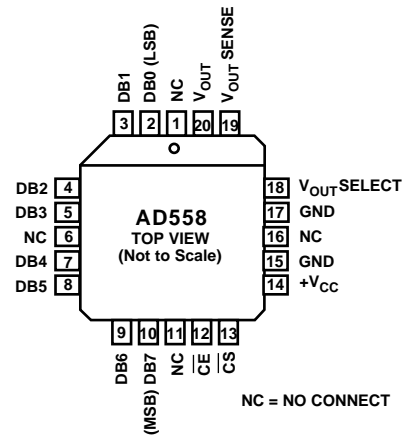 DB1
DB0 (LSB)
NC
VOUT
VOUT SENSE
3 2 1 20 19
DB2 4
DB3 5
NC 6
DB4 7
DB5 8
AD558
TOP VIEW
(Not to Scale)
18 VOUT SELECT
17 GND
16 NC
15 GND
14 +VCC
9 10 11 12 13
DB6
(MSB) DB7
NC
CE
CS
NC = NO CONNECT